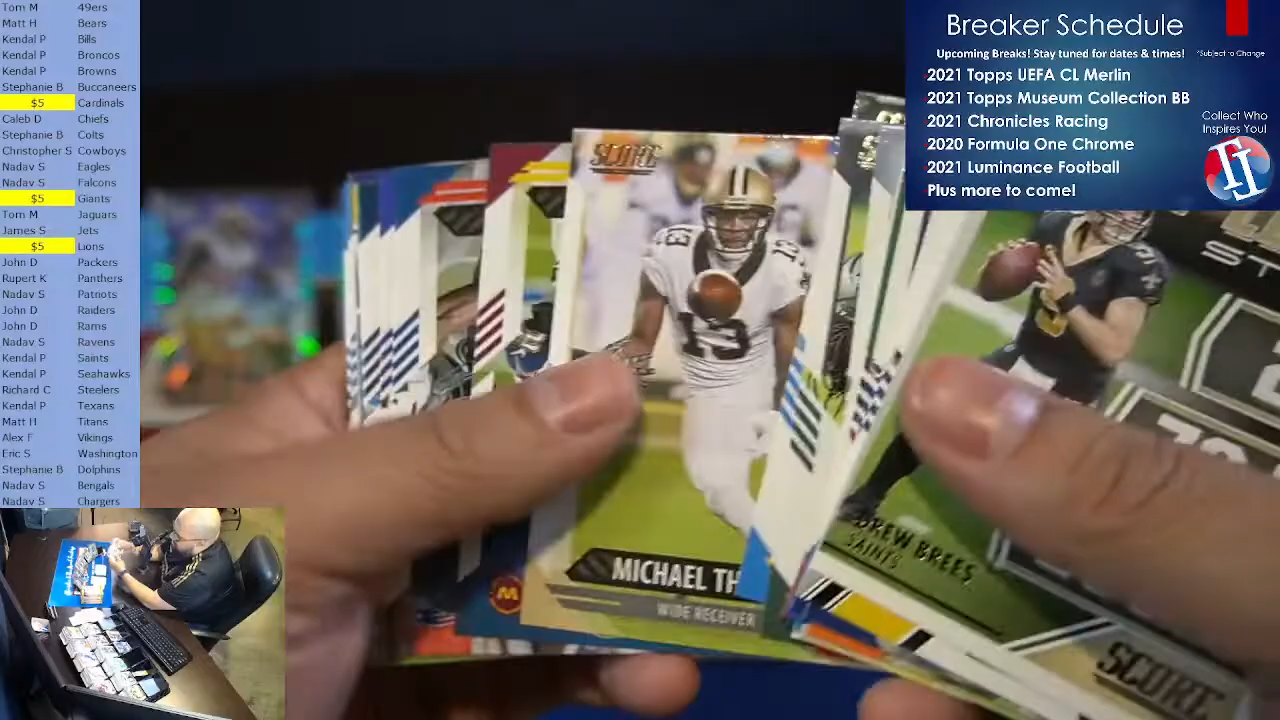 Tom M 49ers
Matt H Bears
Kendal P Bills
Kendal P Broncos
Kendal P Browns
Stephanie B Buccaneers
$5 Cardinals
Caleb D Chiefs
Stephanie B Colts
Christopher S Cowboys
Nadav S Eagles
Nadav S Falcons
$5 Giants
Tom M Jaguars
James S Jets
$5 Lions
John D Packers
Rupert K Panthers
Nadav S Patriots
John D Raiders
John D Rams
Nadav S Ravens
Kendal P Saints
Kendal P Seahawks
Richard C Steelers
Kendal P Texans
Matt H Titans
Alex F Vikings
Eric S Washington
Stephanie B Dolphins
Nadav S Bengals
Nadav S Chargers
SCORE
13
13
13
MICHAEL TH
WIDE RECEIVER
DREW BREES
SAINTS
SCORE
Breaker Schedule
Upcoming Breaks! Stay tuned for dates & times!
*Subject to Change
2021 Topps UEFA CL Merlin
2021 Topps Museum Collection BB
2021 Chronicles Racing
2020 Formula One Chrome
2021 Luminance Football
Plus more to come!
Collect Who
Inspires You!